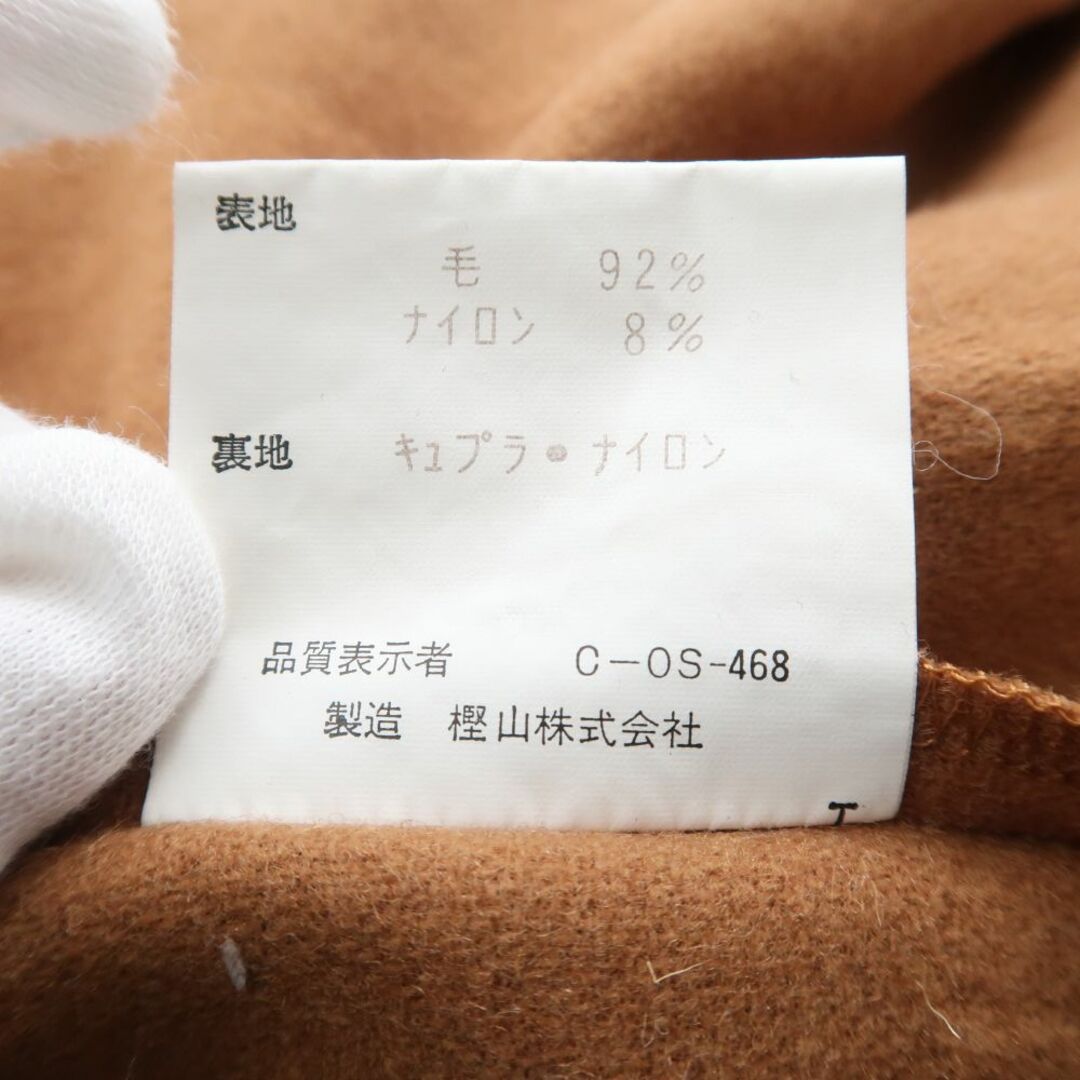 表地
毛 92%
ナイロン 8%
裏地 キュプラ・ナイロン
品質表示者 C-OS-468
製造 樫山株式会社
T